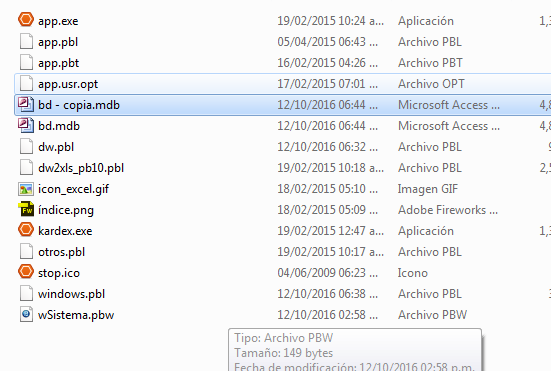 app.exe 19/02/2015 10:24 a... Aplicación 1,3
app.pbl 05/04/2015 06:43 ... Archivo PBL
app.pbt 16/02/2015 04:26 ... Archivo PBT
app.usr.opt 17/02/2015 07:01 ... Archivo OPT
bd - copia.mdb 12/10/2016 06:44 ... Microsoft Access ... 4,8
bd.mdb 12/10/2016 06:44 ... Microsoft Access ... 4,8
dw.pbl 12/10/2016 06:32 ... Archivo PBL 9
dw2xls_pb10.pbl 19/02/2015 10:18 a... Archivo PBL 2,5
icon_excel.gif 18/02/2015 05:10 ... Imagen GIF
índice.png 18/02/2015 05:09 ... Adobe Fireworks ...
kardex.exe 19/02/2015 12:47 a... Aplicación 1,3
otros.pbl 19/02/2015 10:17 a... Archivo PBL
stop.ico 04/06/2009 06:23 ... Icono
windows.pbl 12/10/2016 06:38 ... Archivo PBL 1,
wSistema.pbw 12/10/2016 02:58 ... Archivo PBW
Tipo: Archivo PBW
Tamaño: 149 bytes
Fecha de modificación: 12/10/2016 02:58 p.m.